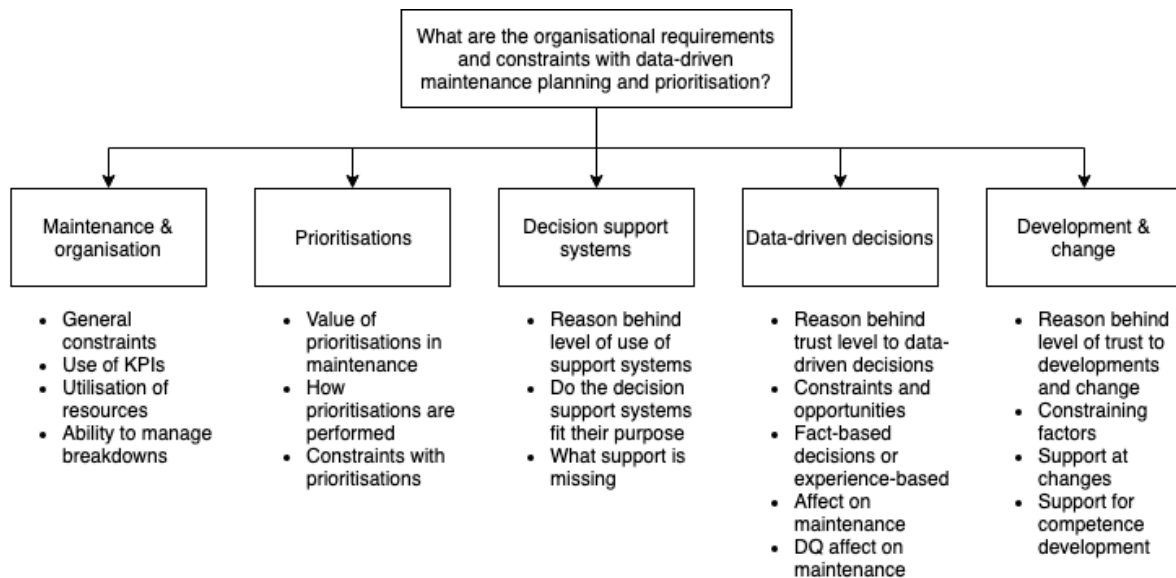 What are the organisational requirements
and constraints with data-driven
maintenance planning and prioritisation?
Maintenance &
organisation
Prioritisations
Decision support
systems
Data-driven decisions
Development &
change
• General
constraints
• Use of KPIs
• Utilisation of
resources
• Ability to manage
breakdowns
• Value of
prioritisations in
maintenance
• How
prioritisations are
performed
• Constraints with
prioritisations
• Reason behind
level of use of
support systems
• Do the decision
support systems
fit their purpose
• What support is
missing
• Reason behind
trust level to data-
driven decisions
• Constraints and
opportunities
• Fact-based
decisions or
experience-based
• Affect on
maintenance
• DQ affect on
maintenance
• Reason behind
level of trust to
developments
and change
• Constraining
factors
• Support at
changes
• Support for
competence
development